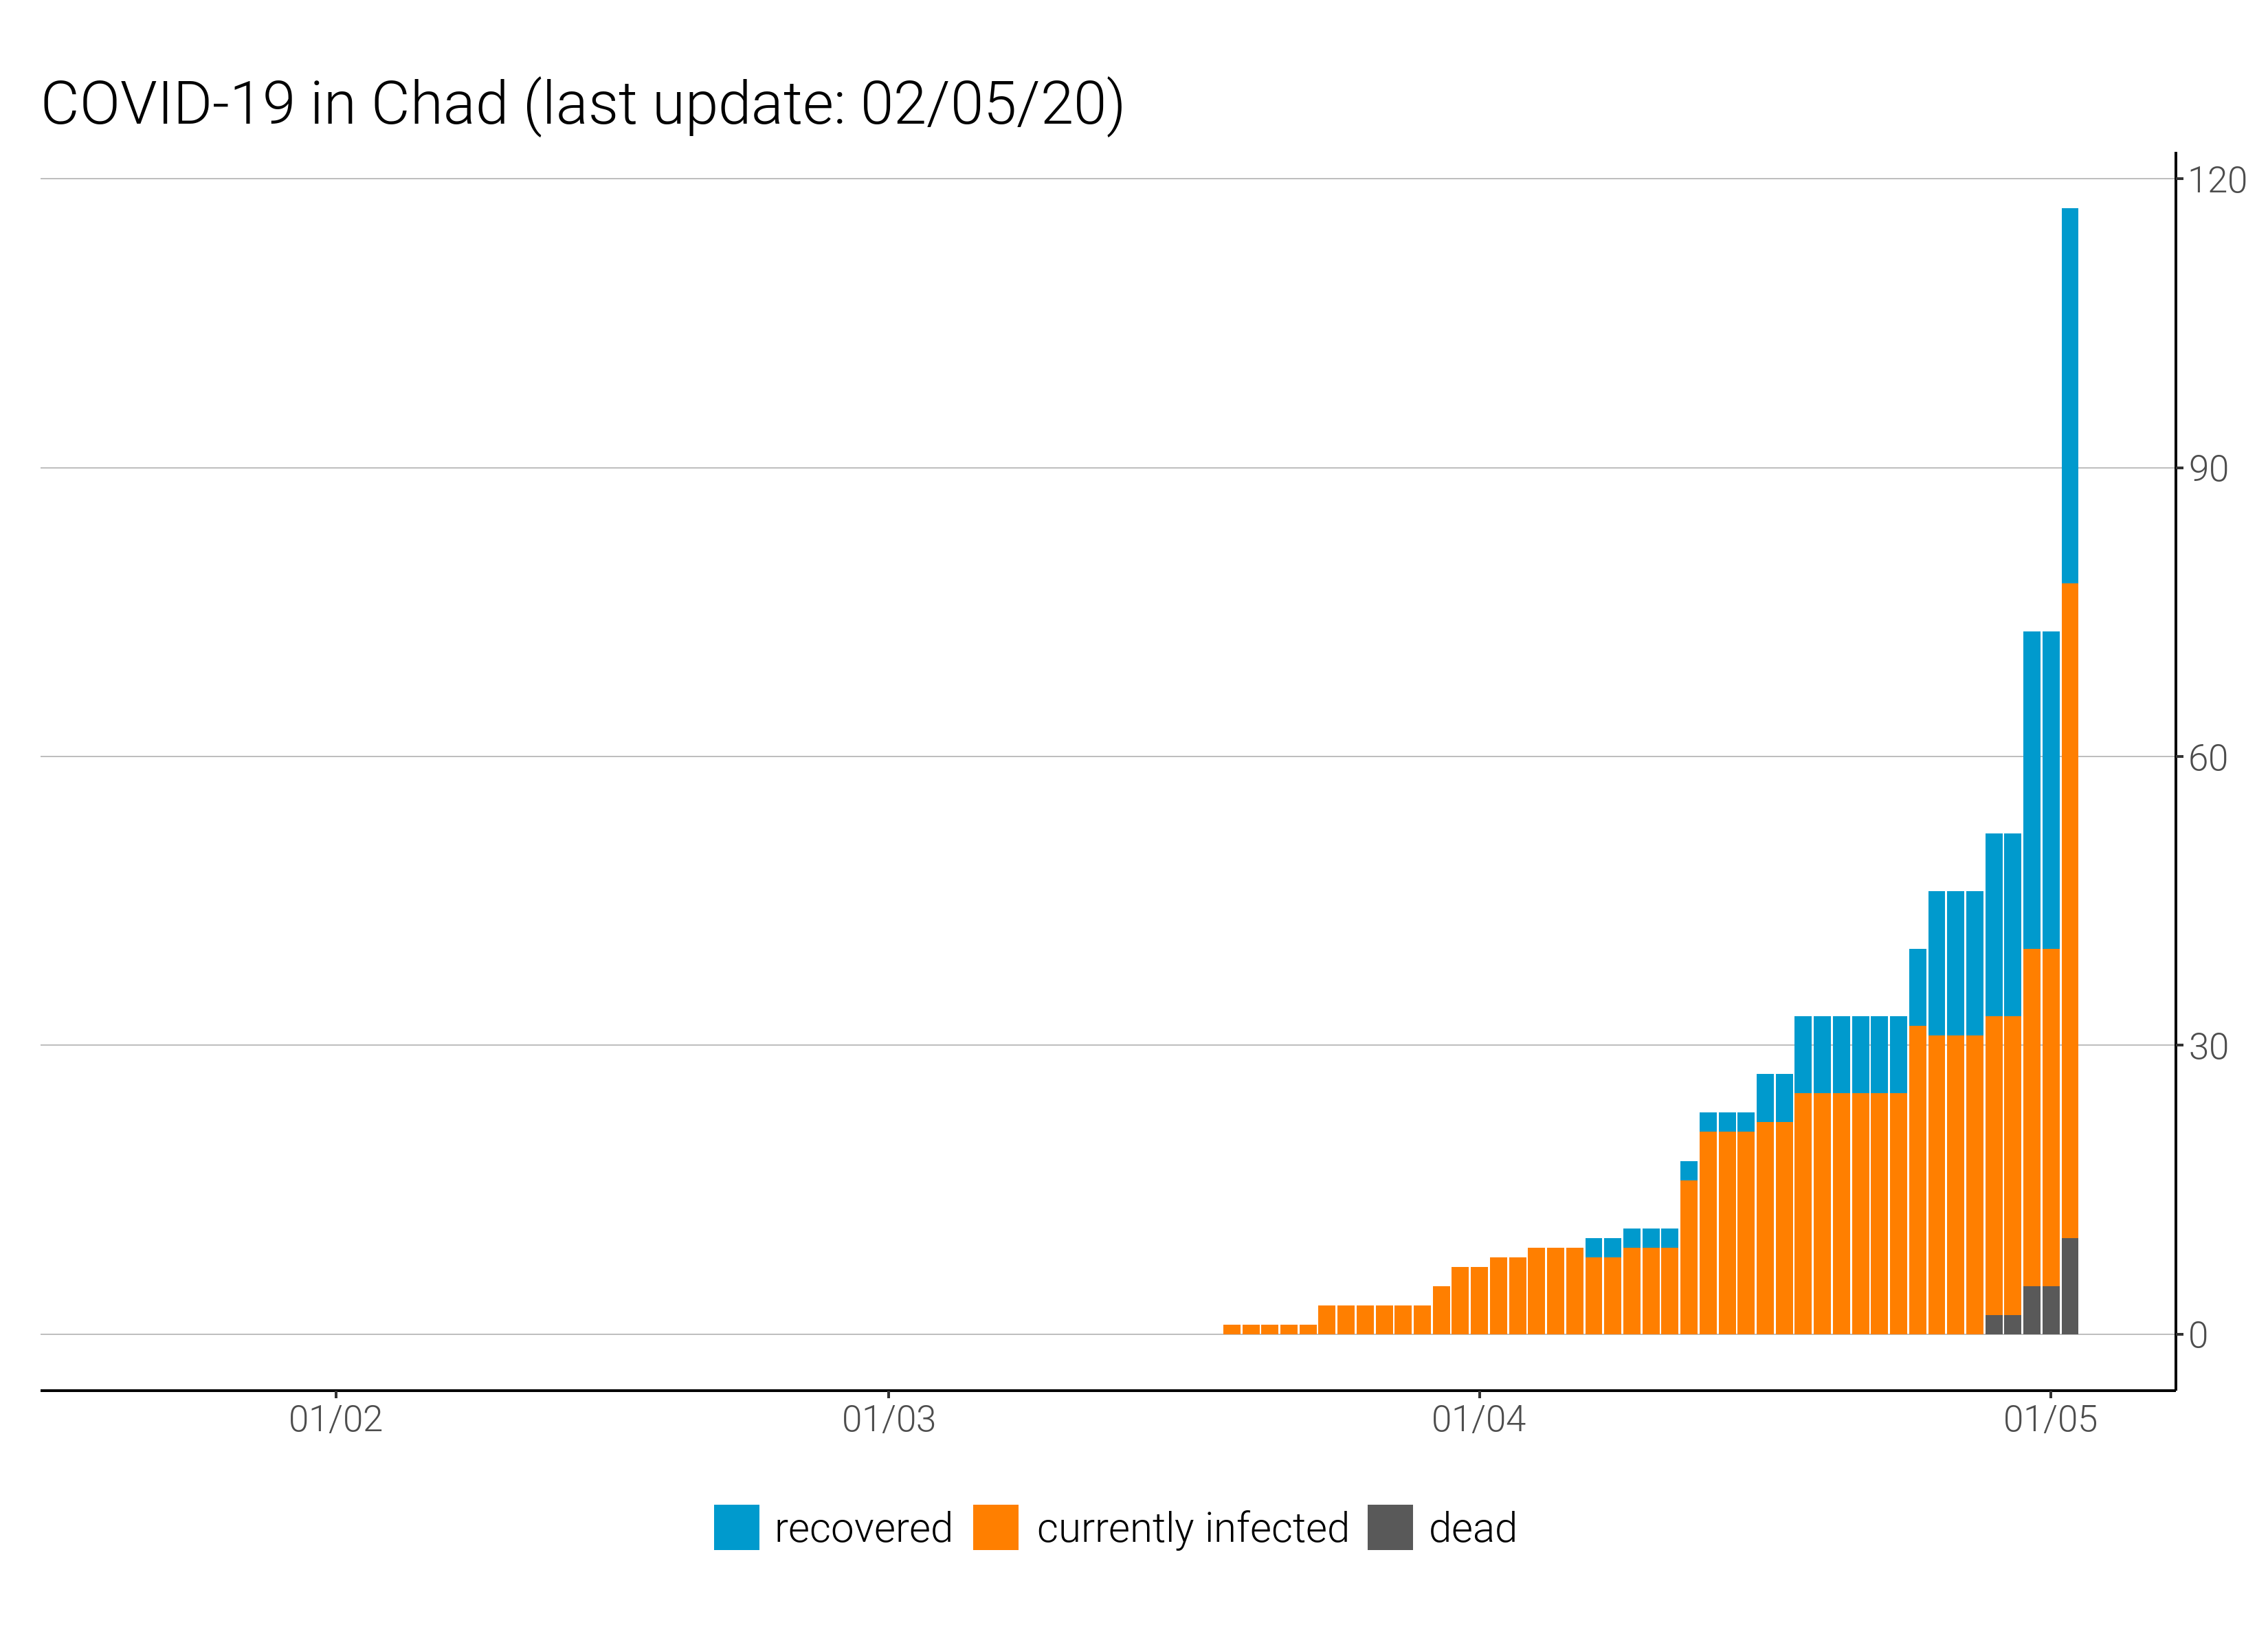 COVID-19 in Chad (last update: 02/05/20)
120
90
60
30
0
01/02 01/03 01/04 01/05
recovered currently infected dead